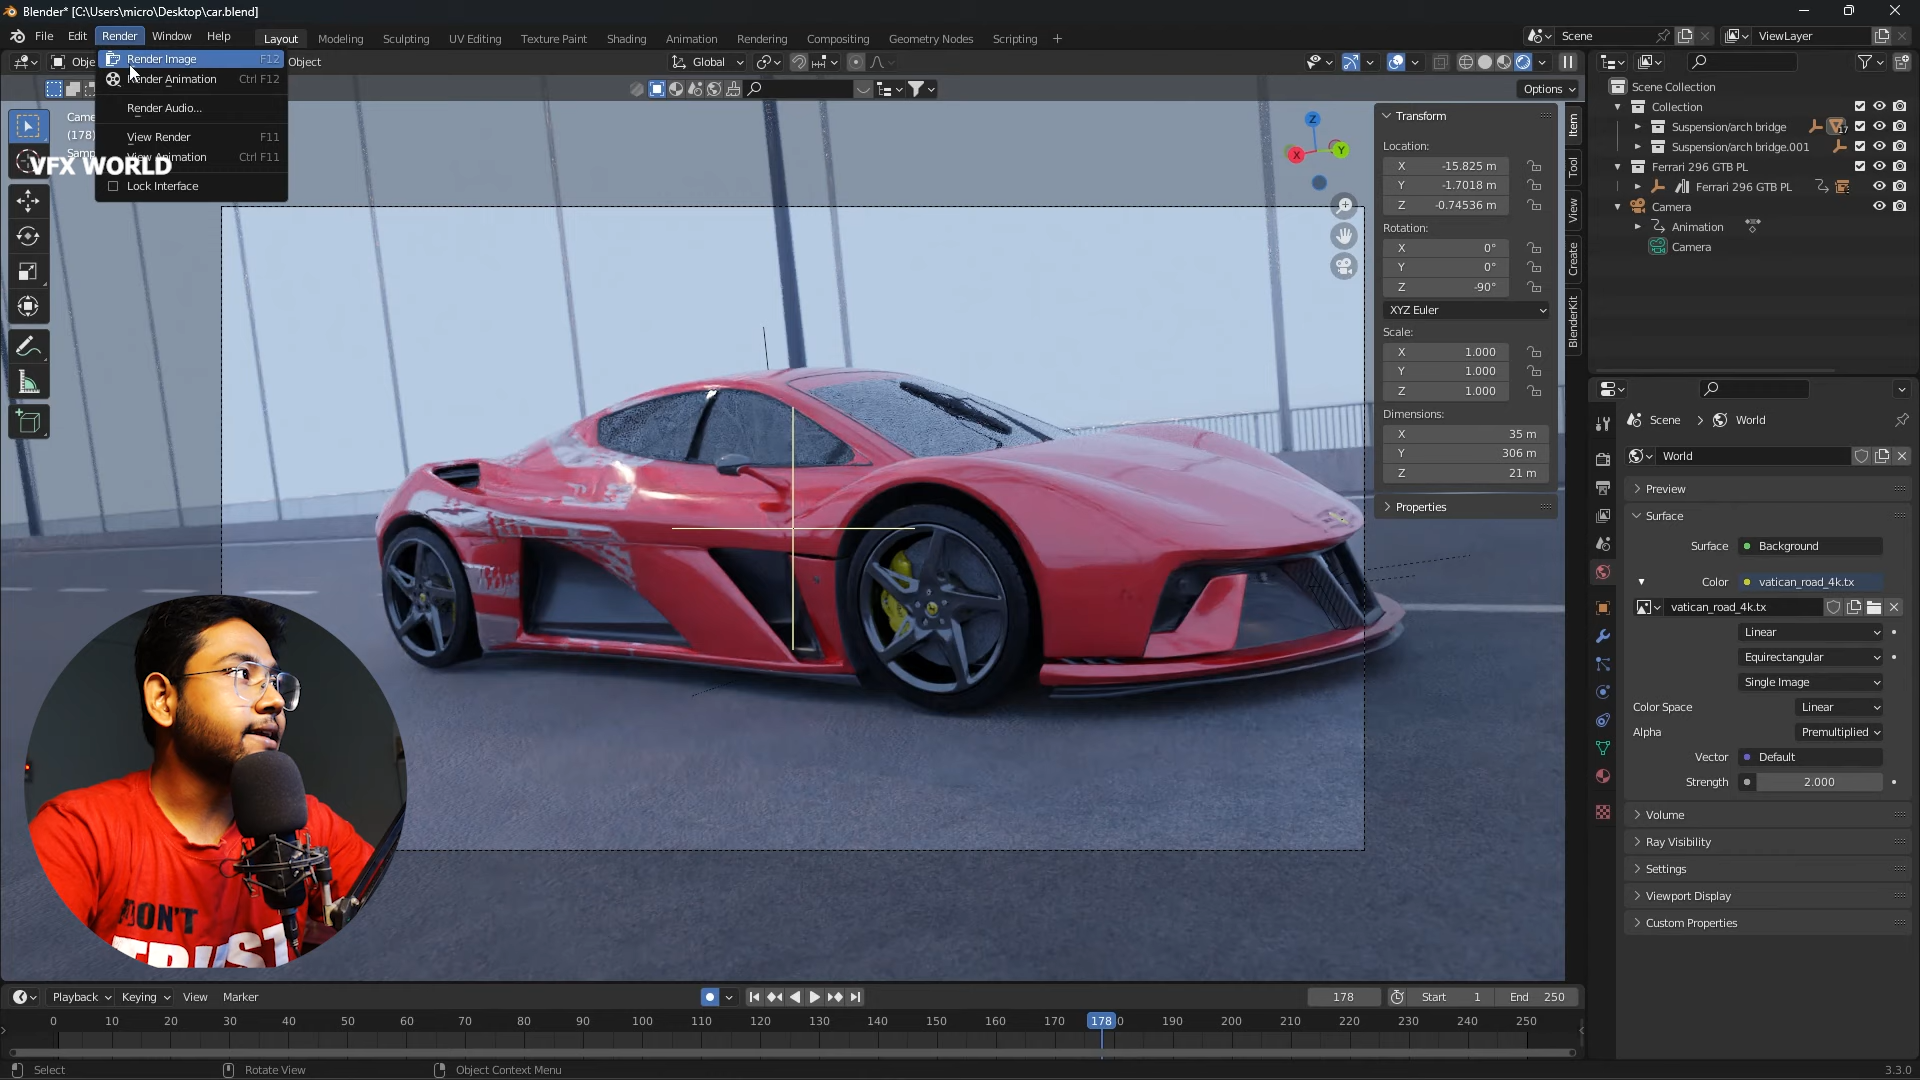 Blender* [C:\Users\micro\Desktop\car.blend]
File Edit Render Window Help
Layout Modeling Sculpting UV Editing Texture Paint Shading Animation Rendering Compositing Geometry Nodes Scripting
Scene
ViewLayer
Render Image F12
Render Animation Ctrl F12
Render Audio...
View Render F11
View Animation Ctrl F11
Lock Interface
Object
Global
Options
(178)
VFX WORLD
Transform
Location:
X -15.825 m
Y -1.7018 m
Z -0.74536 m
Rotation:
X 0°
Y 0°
Z -90°
XYZ Euler
Scale:
X 1.000
Y 1.000
Z 1.000
Dimensions:
X 35 m
Y 306 m
Z 21 m
Properties
Item
Tool
View
Create
BlenderKit
Z
X
Y
Scene Collection
Collection
Suspension/arch bridge 17
Suspension/arch bridge.001
Ferrari 296 GTB PL
Ferrari 296 GTB PL
Camera
Animation
Camera
Scene > World
World
Preview
Surface
Surface Background
Color vatican_road_4k.tx
vatican_road_4k.tx
Linear
Equirectangular
Single Image
Color Space Linear
Alpha Premultiplied
Vector Default
Strength 2.000
Volume
Ray Visibility
Settings
Viewport Display
Custom Properties
DON'T
TRUST
Playback Keying View Marker
178 Start 1 End 250
0 10 20 30 40 50 60 70 80 90 100 110 120 130 140 150 160 170 178 190 200 210 220 230 240 250
Select Rotate View Object Context Menu
3.3.0